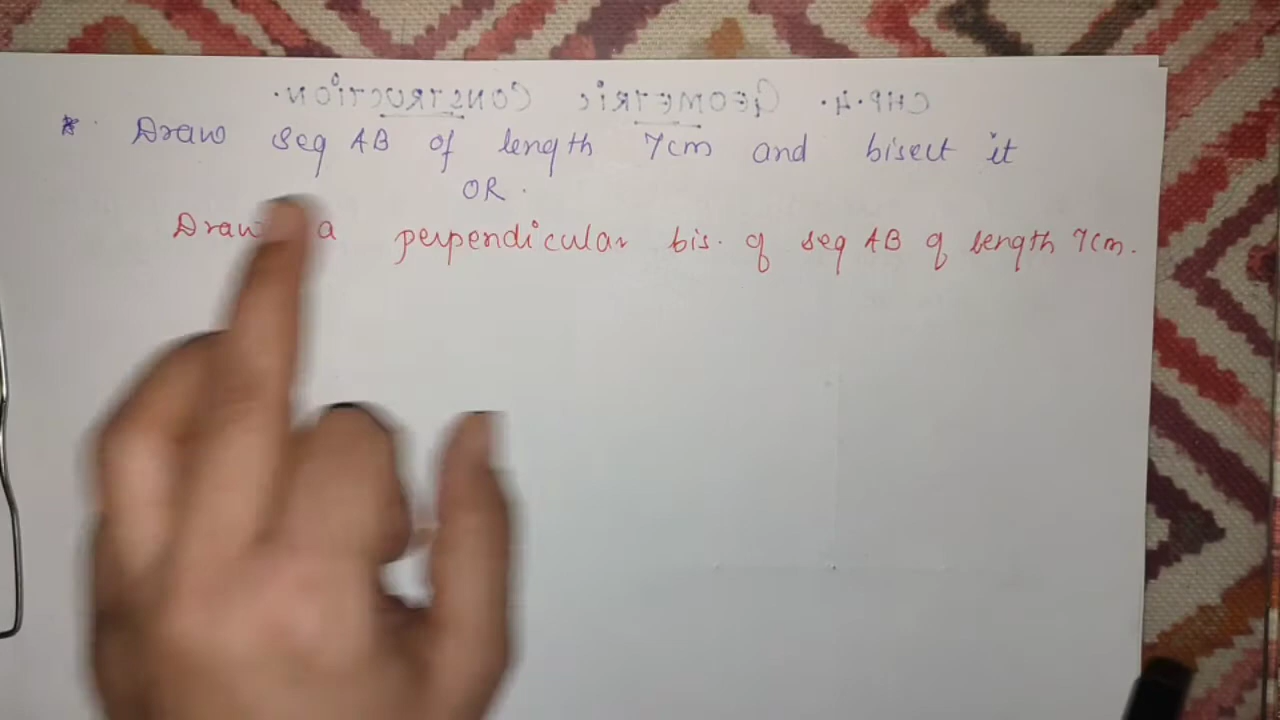 CHP.4. GEOMETRIC CONSTRUCTION.
* Draw seg AB of length 7cm and bisect it
OR.
Draw a perpendicular bis. of seg AB of length 7cm.